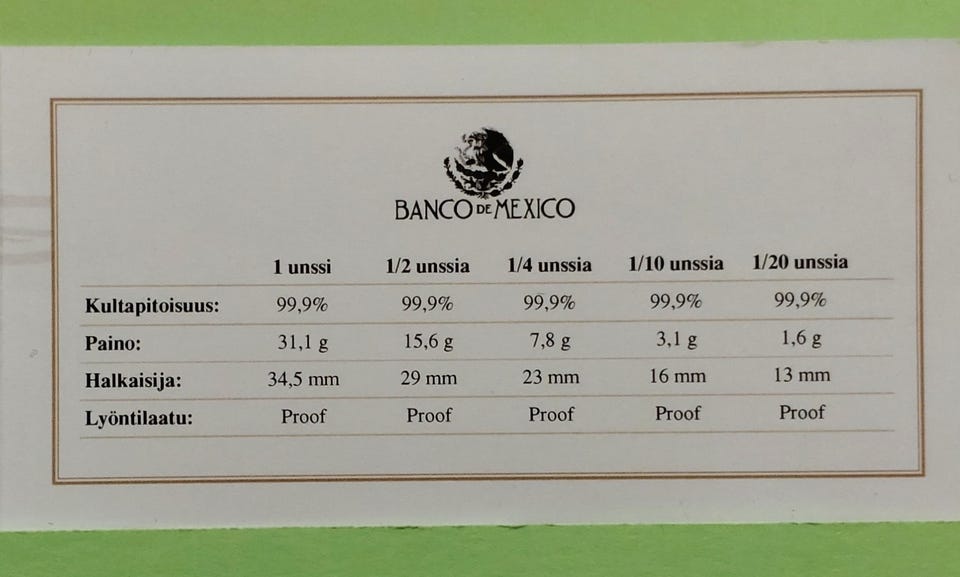 BANCO DE MEXICO
1 unssi 1/2 unssia 1/4 unssia 1/10 unssia 1/20 unssia
Kultapitoisuus: 99,9% 99,9% 99,9% 99,9% 99,9%
Paino: 31,1 g 15,6 g 7,8 g 3,1 g 1,6 g
Halkaisija: 34,5 mm 29 mm 23 mm 16 mm 13 mm
Lyöntilaatu: Proof Proof Proof Proof Proof